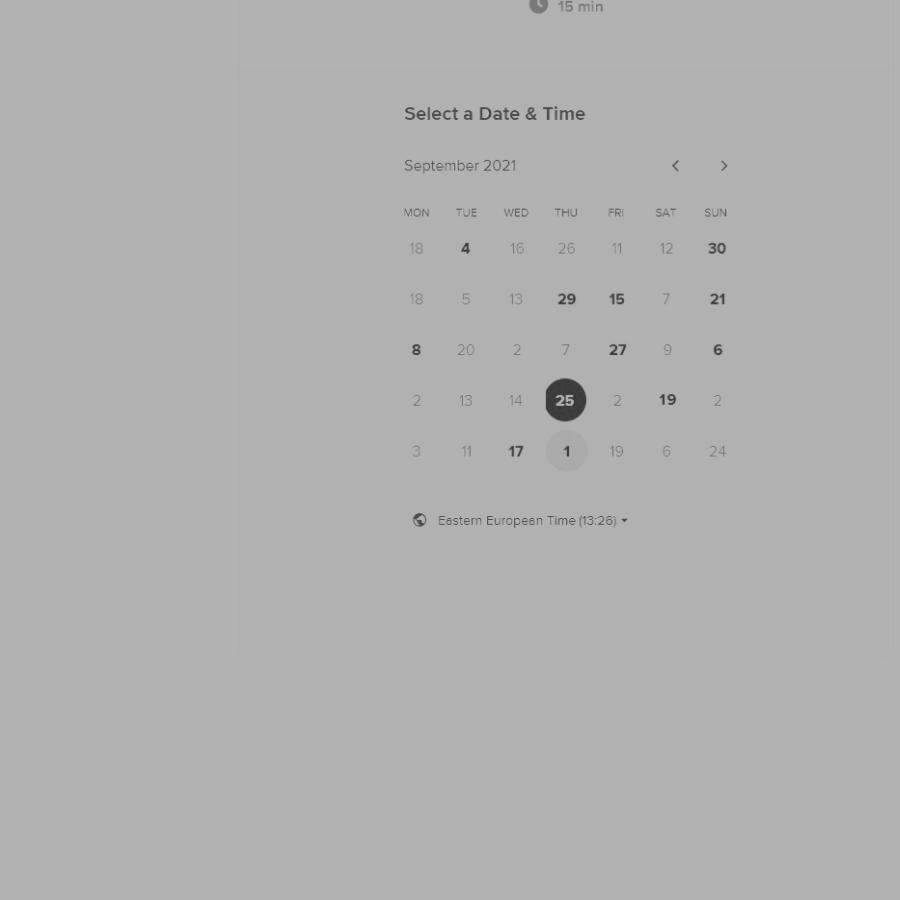 15 min
Select a Date & Time
September 2021
MON TUE WED THU FRI SAT SUN
18 4 16 26 11 12 30
18 5 13 29 15 7 21
8 20 2 7 27 9 6
2 13 14 25 2 19 2
3 11 17 1 19 6 24
Eastern European Time (13:26)